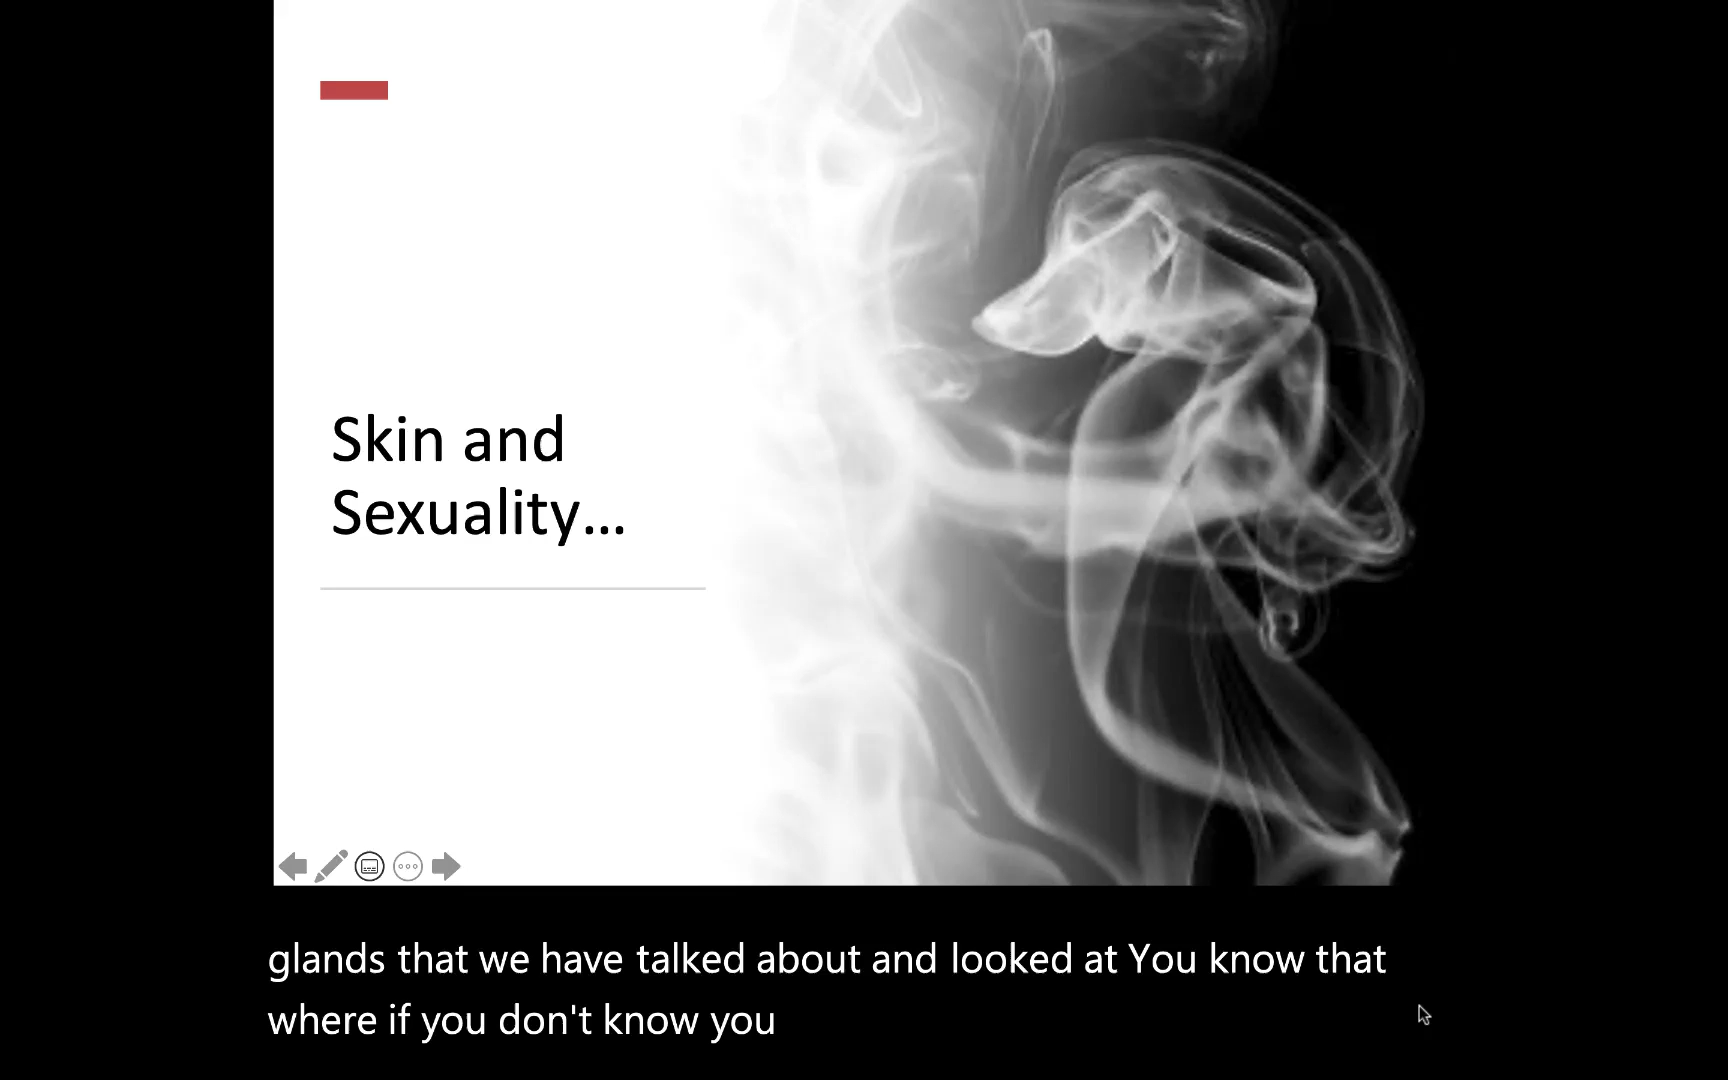 Skin and
Sexuality...
glands that we have talked about and looked at You know that
where if you don't know you